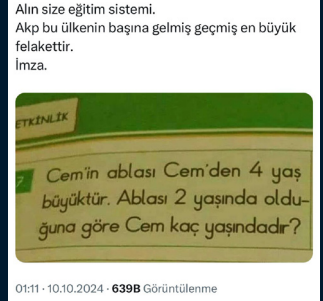 Alın size eğitim sistemi.
Akp bu ülkenin başına gelmiş geçmiş en büyük
felakettir.
İmza.
ETKİNLİK
7
Cem'in ablası Cem'den 4 yaş
büyüktür. Ablası 2 yaşında oldu-
ğuna göre Cem kaç yaşındadır?
01:11 · 10.10.2024 · 639B Görüntülenme